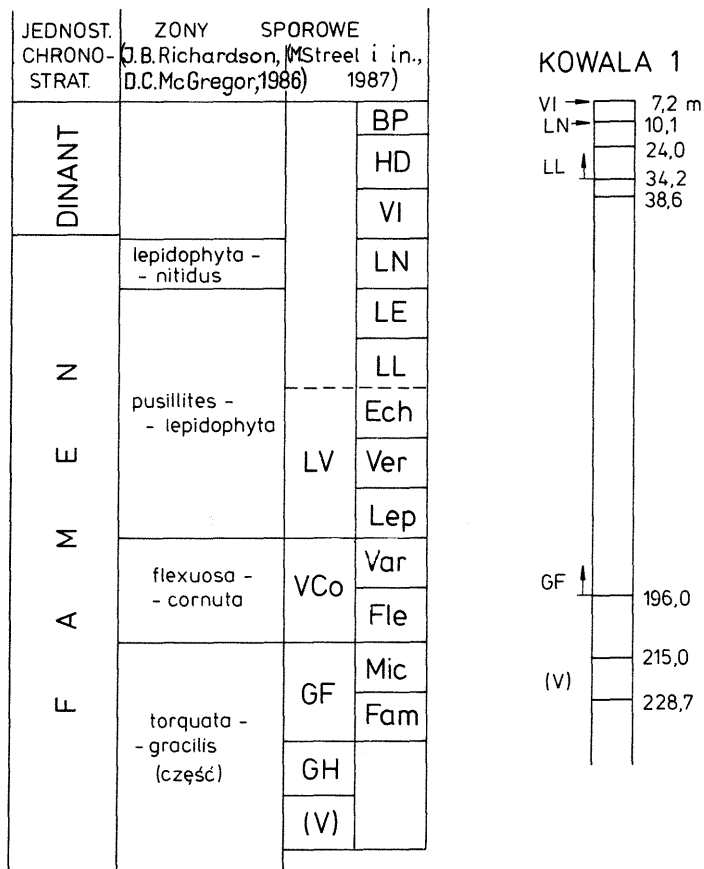 JEDNOST. ZONY SPOROWE
CHRONO- (J.B.Richardson, (M.Streel i in.,
STRAT. D.C.McGregor,1986) 1987)
DINANT
FAMEN
lepidophyta -
- nitidus
pusillites -
- lepidophyta
flexuosa -
- cornuta
torquata -
- gracilis
(część)
LV
VCo
GF
GH
(V)
BP
HD
VI
LN
LE
LL
Ech
Ver
Lep
Var
Fle
Mic
Fam
KOWALA 1
VI 7,2 m
LN 10,1
24,0
LL
34,2
38,6
GF
196,0
215,0
(V)
228,7